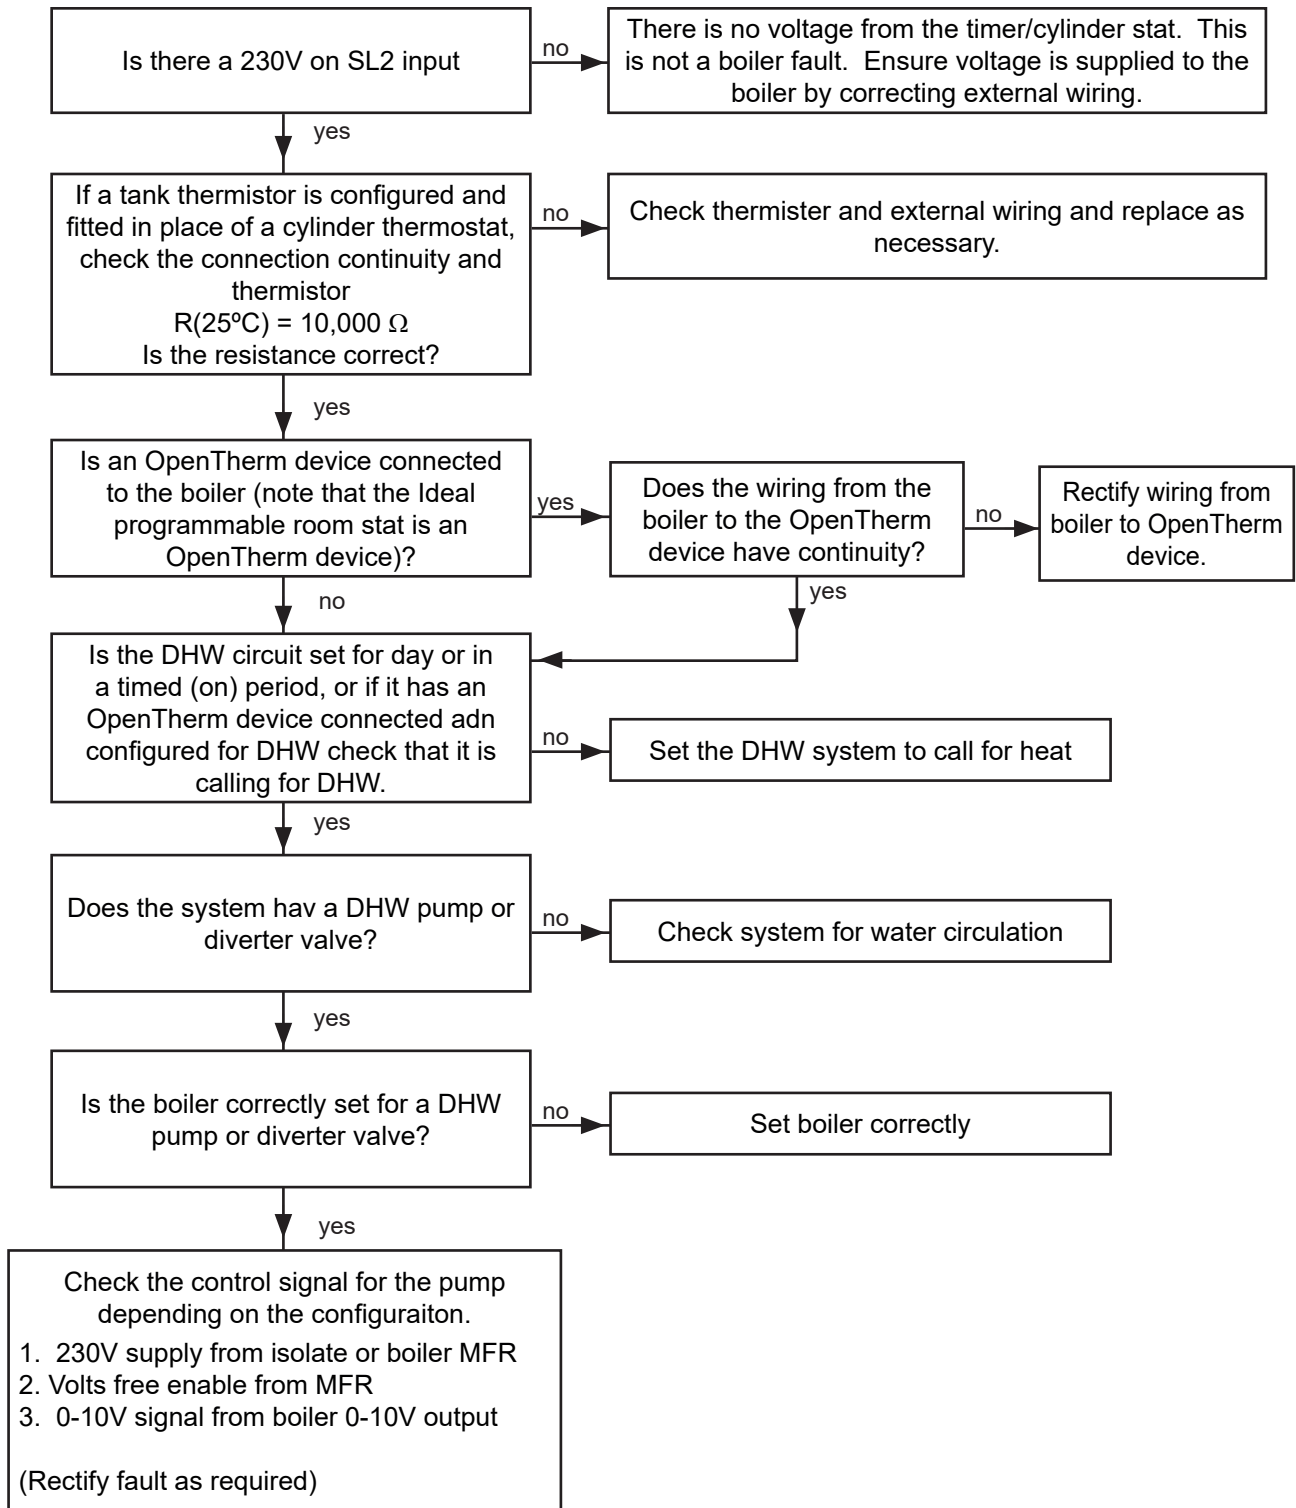 Is there a 230V on SL2 input
no
There is no voltage from the timer/cylinder stat.  This
is not a boiler fault.  Ensure voltage is supplied to the
boiler by correcting external wiring.
yes
If a tank thermistor is configured and
fitted in place of a cylinder thermostat,
check the connection continuity and
thermistor
R(25ºC) = 10,000 Ω
Is the resistance correct?
no
Check thermister and external wiring and replace as
necessary.
yes
Is an OpenTherm device connected
to the boiler (note that the Ideal
programmable room stat is an
OpenTherm device)?
yes
Does the wiring from the
boiler to the OpenTherm
device have continuity?
no
Rectify wiring from
boiler to OpenTherm
device.
yes
no
Is the DHW circuit set for day or in
a timed (on) period, or if it has an
OpenTherm device connected adn
configured for DHW check that it is
calling for DHW.
no
Set the DHW system to call for heat
yes
Does the system hav a DHW pump or
diverter valve?
no
Check system for water circulation
yes
Is the boiler correctly set for a DHW
pump or diverter valve?
no
Set boiler correctly
yes
Check the control signal for the pump
depending on the configuraiton.
1.  230V supply from isolate or boiler MFR
2. Volts free enable from MFR
3.  0-10V signal from boiler 0-10V output
(Rectify fault as required)